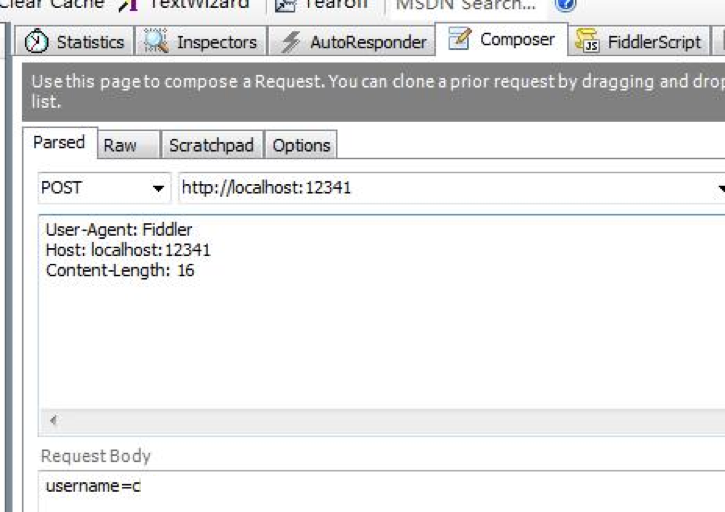 Clear Cache TextWizard Tearoff MSDN Search...
Statistics Inspectors AutoResponder Composer FiddlerScript
Use this page to compose a Request. You can clone a prior request by dragging and drop
list.
Parsed Raw Scratchpad Options
POST http://localhost:12341
User-Agent: Fiddler
Host: localhost:12341
Content-Length: 16
Request Body
username=c